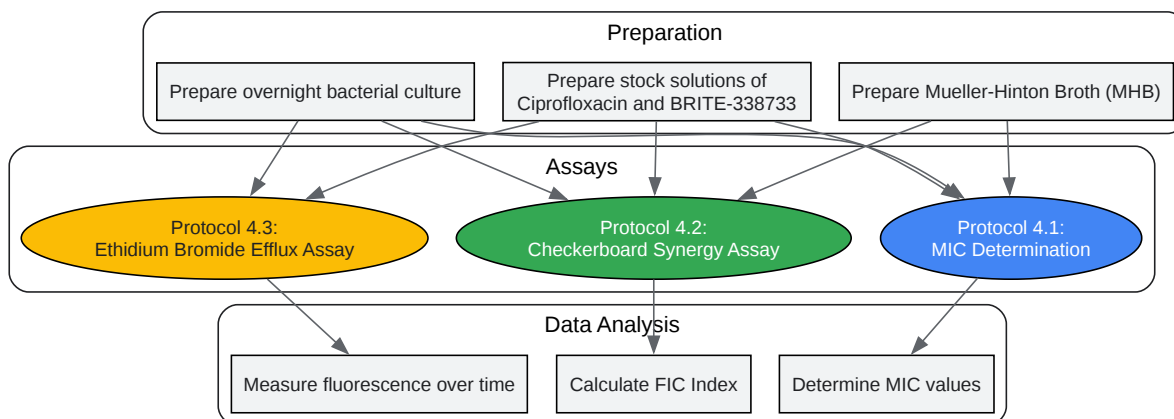 Preparation
Prepare overnight bacterial culture
Prepare stock solutions of
Ciprofloxacin and BRITE-338733
Prepare Mueller-Hinton Broth (MHB)
Assays
Protocol 4.3:
Ethidium Bromide Efflux Assay
Protocol 4.2:
Checkerboard Synergy Assay
Protocol 4.1:
MIC Determination
Data Analysis
Measure fluorescence over time
Calculate FIC Index
Determine MIC values